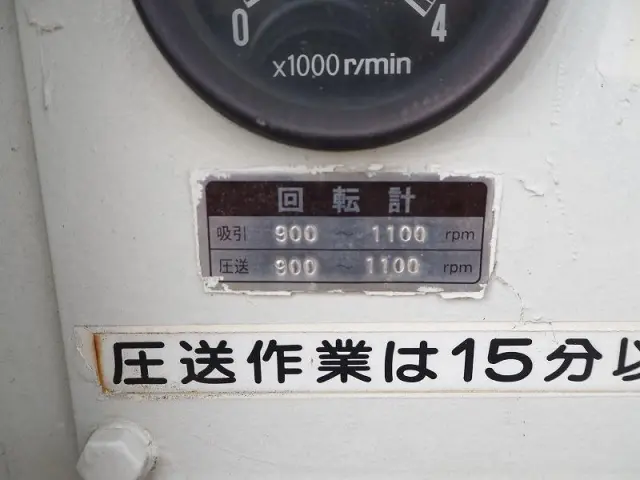 0 4
x1000 r/min
回転計
吸引 900 ～ 1100 rpm
圧送 900 ～ 1100 rpm
圧送作業は15分以